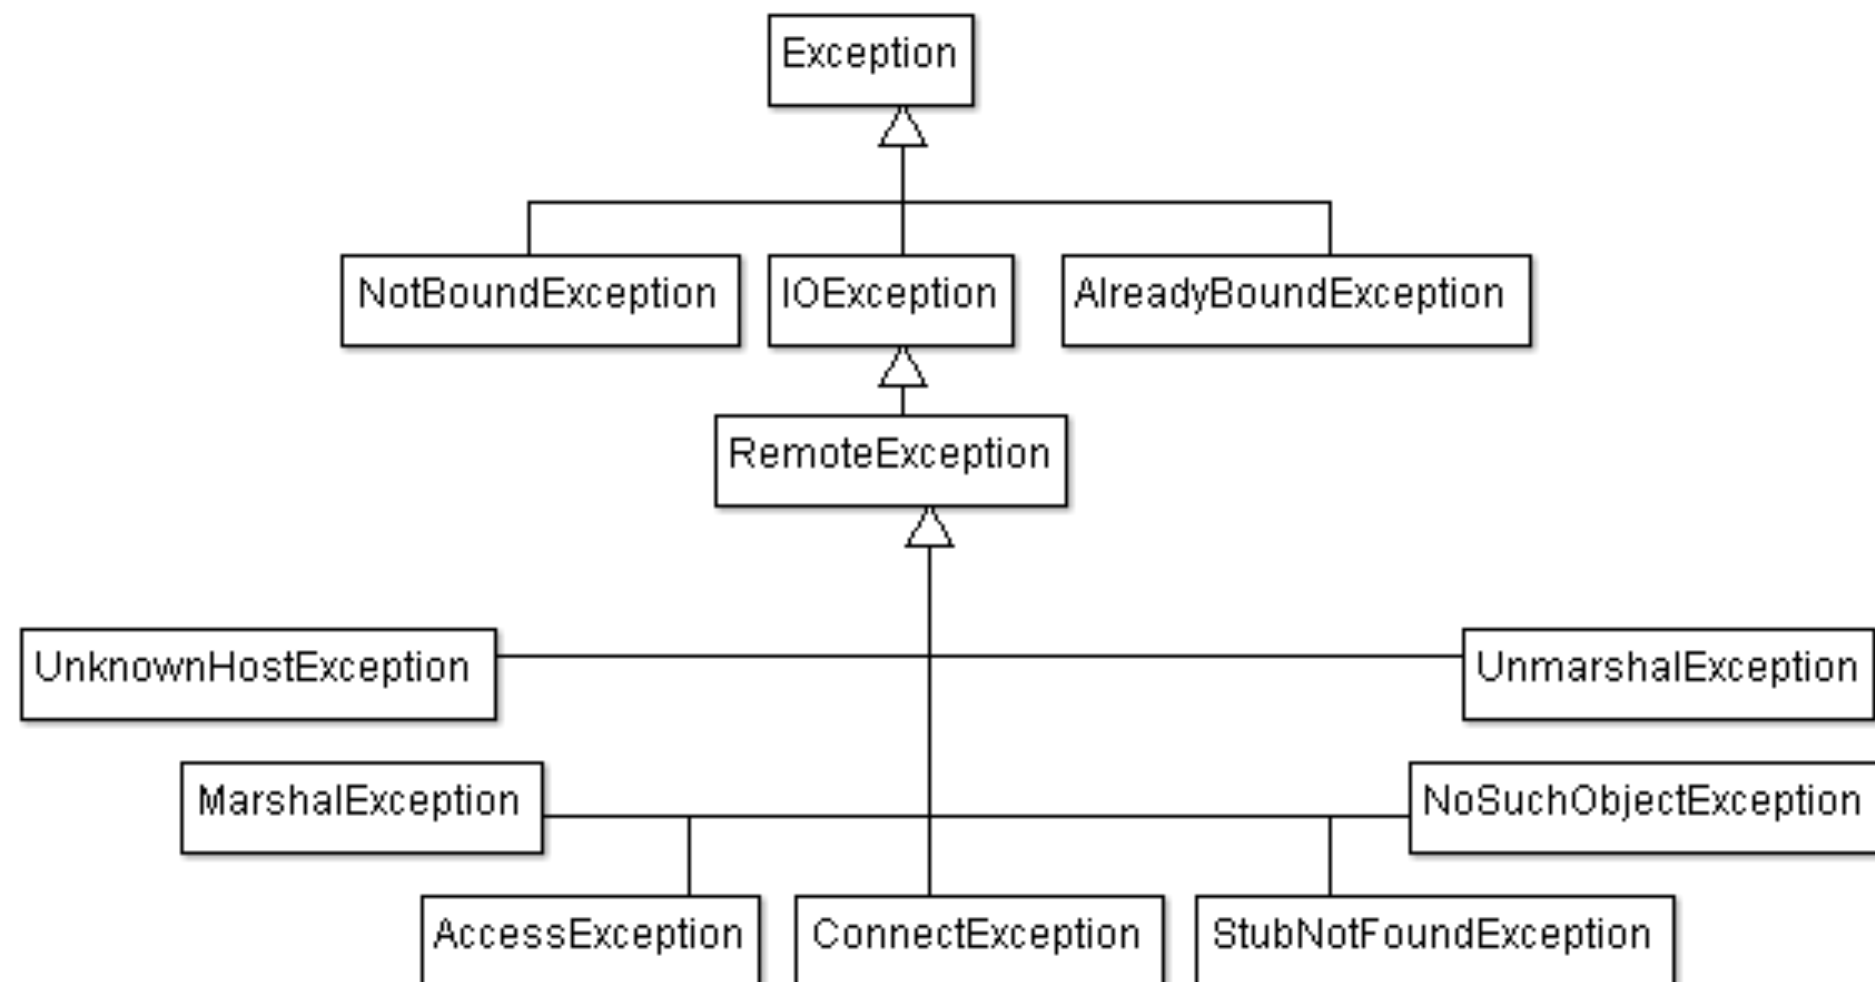 Exception
NotBoundException
IOException
AlreadyBoundException
RemoteException
UnknownHostException
UnmarshalException
MarshalException
NoSuchObjectException
AccessException
ConnectException
StubNotFoundException